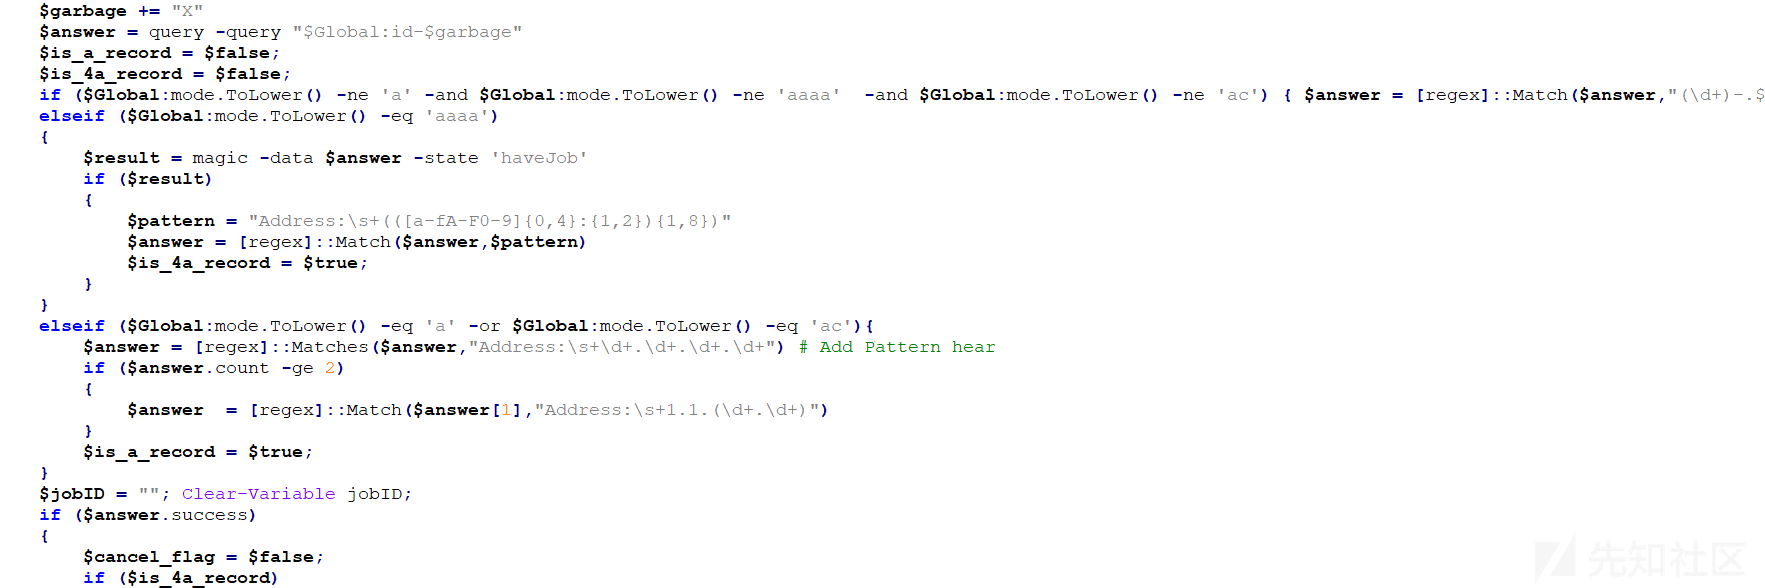 $garbage += "X"
$answer = query -query "$Global:id-$garbage"
$is_a_record = $false;
$is_4a_record = $false;
if ($Global:mode.ToLower() -ne 'a' -and $Global:mode.ToLower() -ne 'aaaa'  -and $Global:mode.ToLower() -ne 'ac') { $answer = [regex]::Match($answer,"(\d+)-.$
elseif ($Global:mode.ToLower() -eq 'aaaa')
{
    $result = magic -data $answer -state 'haveJob'
    if ($result)
    {
        $pattern = "Address:\s+(([a-fA-F0-9]{0,4}:{1,2}){1,8})"
        $answer = [regex]::Match($answer,$pattern)
        $is_4a_record = $true;
    }
}
elseif ($Global:mode.ToLower() -eq 'a' -or $Global:mode.ToLower() -eq 'ac'){
    $answer = [regex]::Matches($answer,"Address:\s+\d+.\d+.\d+.\d+") # Add Pattern hear
    if ($answer.count -ge 2)
    {
        $answer  = [regex]::Match($answer[1],"Address:\s+1.1.(\d+.\d+)")
    }
    $is_a_record = $true;
}
$jobID = ""; Clear-Variable jobID;
if ($answer.success)
{
    $cancel_flag = $false;
    if ($is_4a_record)
先知社区